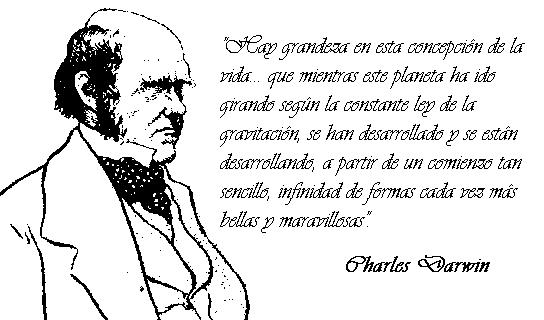 "Hay grandeza en esta concepción de la
vida... que mientras este planeta ha ido
girando según la constante ley de la
gravitación, se han desarrollado y se están
desarrollando, a partir de un comienzo tan
sencillo, infinidad de formas cada vez más
bellas y maravillosas".
Charles Darwin